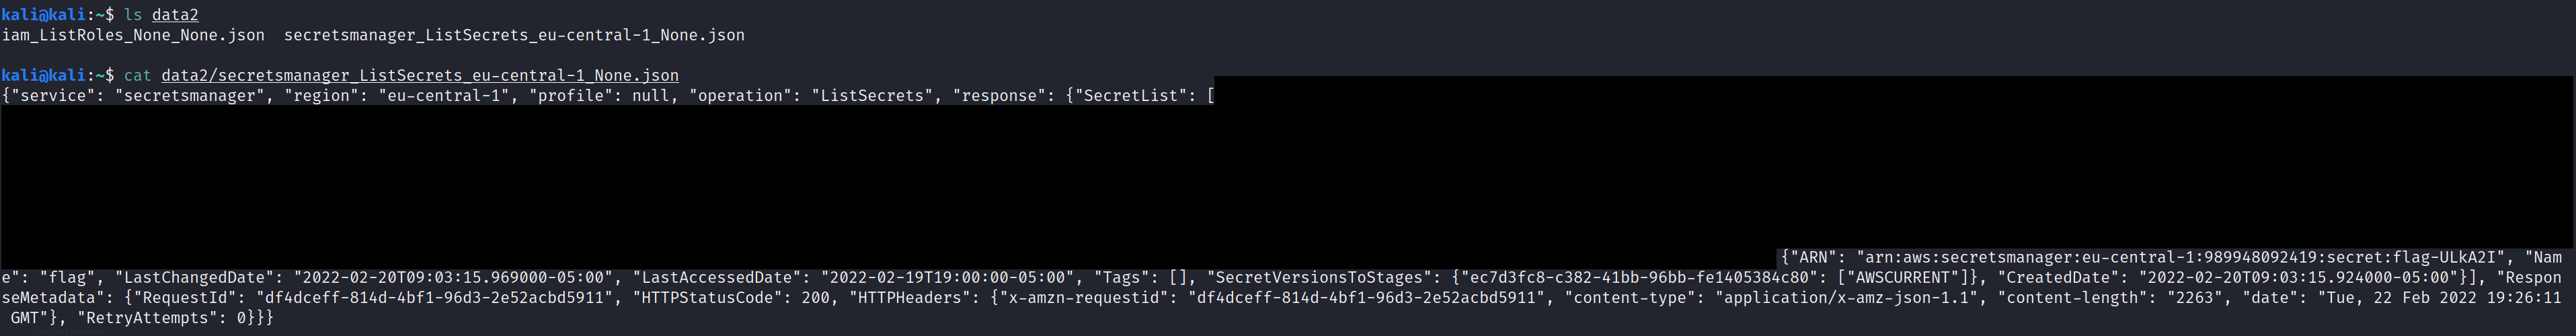 kali@kali:~$ ls data2
iam_ListRoles_None_None.json  secretsmanager_ListSecrets_eu-central-1_None.json
kali@kali:~$ cat data2/secretsmanager_ListSecrets_eu-central-1_None.json
{"service": "secretsmanager", "region": "eu-central-1", "profile": null, "operation": "ListSecrets", "response": {"SecretList": [
{"ARN": "arn:aws:secretsmanager:eu-central-1:989948092419:secret:flag-ULkA2I", "Nam
e": "flag", "LastChangedDate": "2022-02-20T09:03:15.969000-05:00", "LastAccessedDate": "2022-02-19T19:00:00-05:00", "Tags": [], "SecretVersionsToStages": {"ec7d3fc8-c382-41bb-96bb-fe1405384c80": ["AWSCURRENT"]}, "CreatedDate": "2022-02-20T09:03:15.924000-05:00"}], "Respon
seMetadata": {"RequestId": "df4dceff-814d-4bf1-96d3-2e52acbd5911", "HTTPStatusCode": 200, "HTTPHeaders": {"x-amzn-requestid": "df4dceff-814d-4bf1-96d3-2e52acbd5911", "content-type": "application/x-amz-json-1.1", "content-length": "2263", "date": "Tue, 22 Feb 2022 19:26:11
 GMT"}, "RetryAttempts": 0}}}